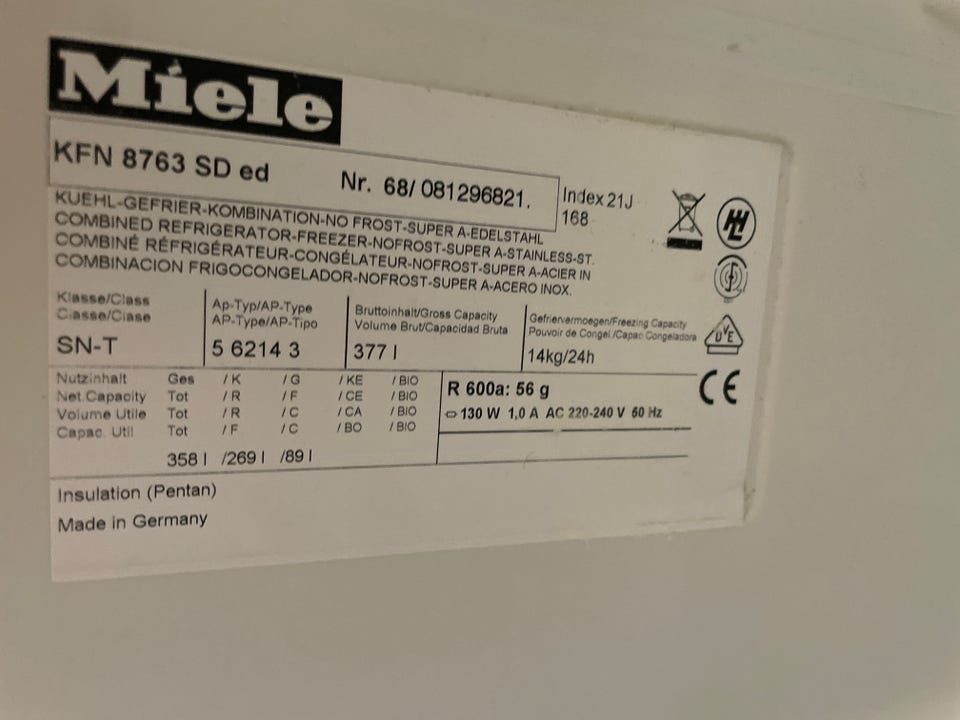 Miele
KFN 8763 SD ed
Nr. 68/ 081296821.
Index 21J
168
KUEHL-GEFRIER-KOMBINATION-NO FROST-SUPER A-EDELSTAHL
COMBINED REFRIGERATOR-FREEZER-NOFROST-SUPER A-STAINLESS-ST.
COMBINÉ RÉFRIGÉRATEUR-CONGÉLATEUR-NOFROST-SUPER A-ACIER IN
COMBINACION FRIGOCONGELADOR-NOFROST-SUPER A-ACERO INOX.
Klasse/Class
Classe/Clase
SN-T
Ap-Typ/AP-Type
AP-Type/AP-Tipo
5 6214 3
Bruttoinhalt/Gross Capacity
Volume Brut/Capacidad Bruta
377 l
Gefriervermoegen/Freezing Capacity
Pouvoir de Congel./Capac.Congeladora
14kg/24h
DVE
CE
Nutzinhalt Ges / K / G / KE / BIO
Net.Capacity Tot / R / F / CE / BIO
Volume Utile Tot / R / C / CA / BIO
Capac. Util Tot / F / C / BO / BIO
358 l /269 l /89 l
R 600a: 56 g
130 W 1,0 A AC 220-240 V 60 Hz
Insulation (Pentan)
Made in Germany